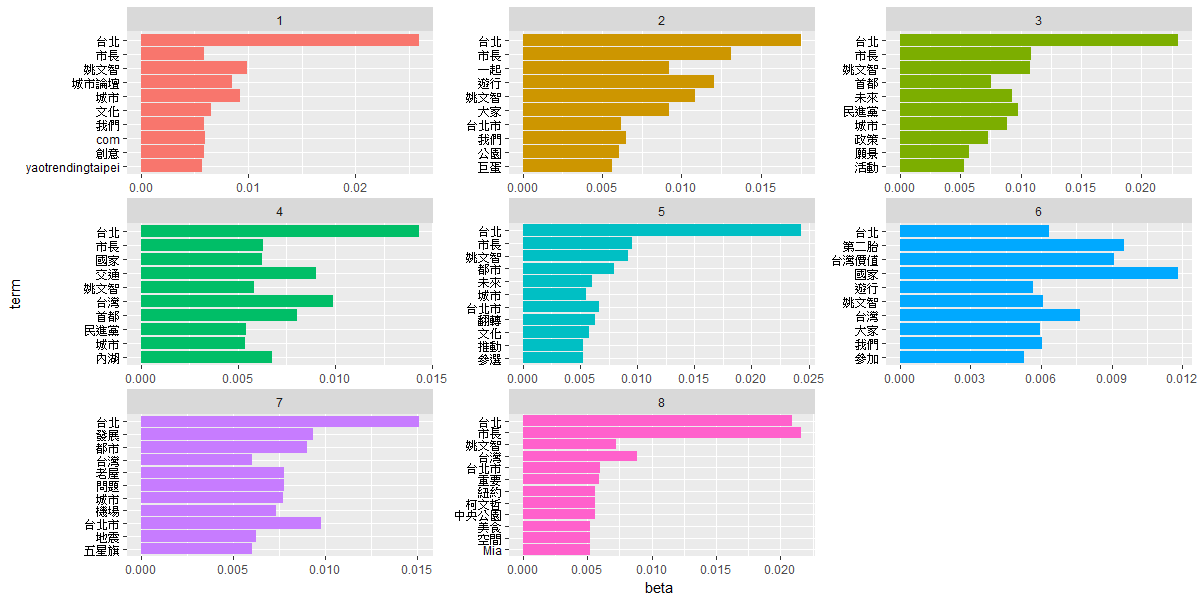 1
台北
市長
姚文智
城市論壇
城市
文化
我們
com
創意
yaotrendingtaipei
0.00
0.01
0.02
2
台北
市長
一起
遊行
姚文智
大家
台北市
我們
公園
巨蛋
0.000
0.005
0.010
0.015
3
台北
市長
姚文智
首都
未來
民進黨
城市
政策
願景
活動
0.000
0.005
0.010
0.015
0.020
term
4
台北
市長
國家
交通
姚文智
台灣
首都
民進黨
城市
內湖
0.000
0.005
0.010
0.015
5
台北
市長
姚文智
都市
未來
城市
台北市
翻轉
文化
推動
參選
0.000
0.005
0.010
0.015
0.020
0.025
6
台北
第二胎
台灣價值
國家
遊行
姚文智
台灣
大家
我們
參加
0.000
0.003
0.006
0.009
0.012
7
台北
發展
都市
台灣
老屋
問題
城市
機場
台北市
地震
五星旗
0.000
0.005
0.010
0.015
8
台北
市長
姚文智
台灣
台北市
重要
紐約
柯文哲
中央公園
美食
空間
Mia
0.000
0.005
0.010
0.015
0.020
beta